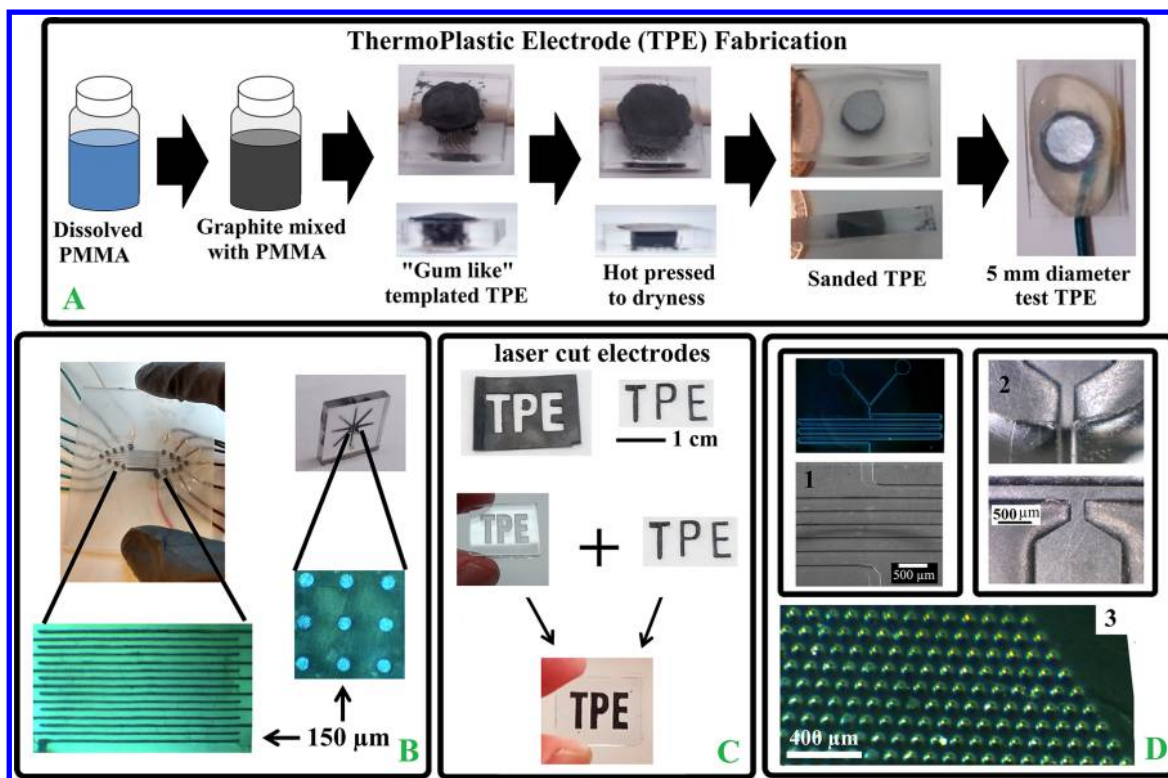 ThermoPlastic Electrode (TPE) Fabrication
Dissolved
PMMA
Graphite mixed
with PMMA
"Gum like"
templated TPE
Hot pressed
to dryness
Sanded TPE
5 mm diameter
test TPE
A
150 µm
B
laser cut electrodes
TPE
TPE
1 cm
TPE
+
TPE
TPE
C
1
500 µm
2
500 µm
3
400 µm
D